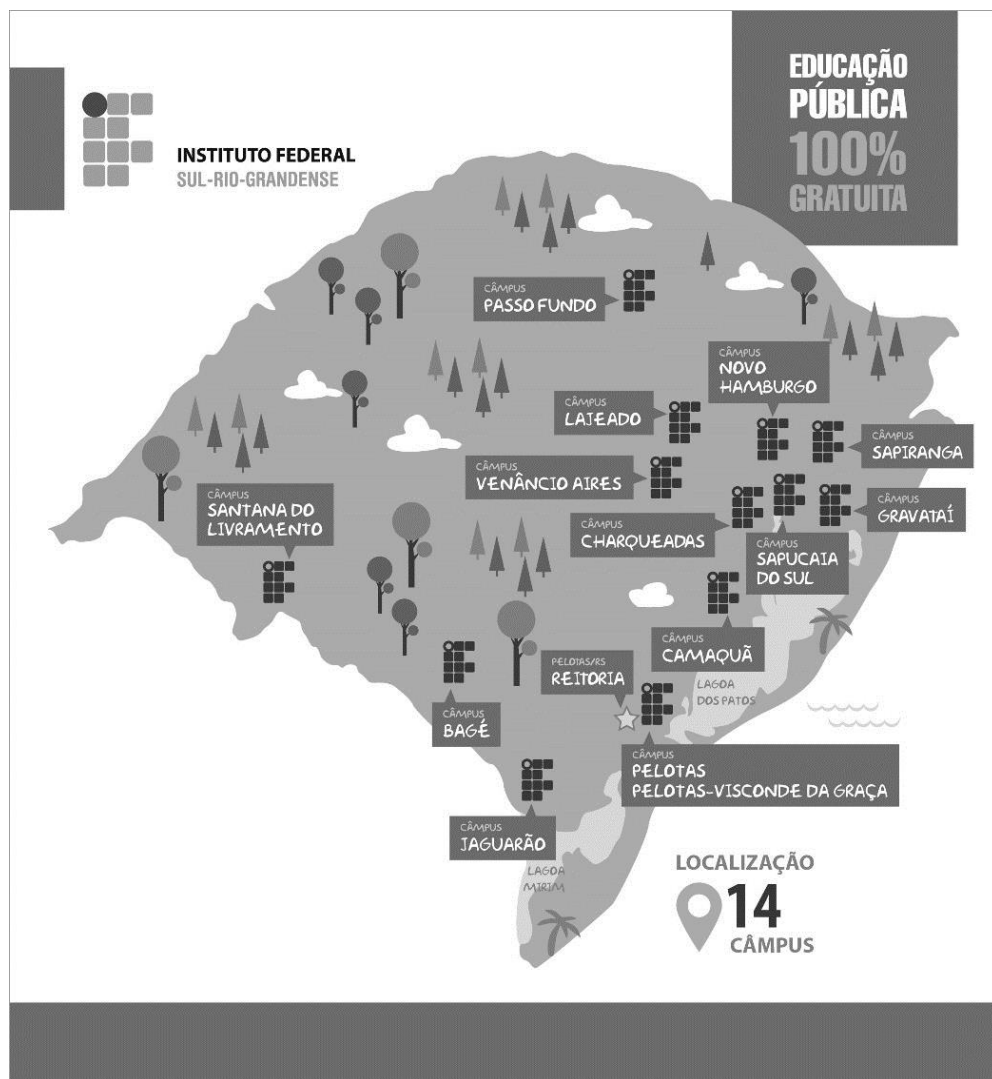 EDUCAÇÃO
PÚBLICA
100%
GRATUITA
INSTITUTO FEDERAL
SUL-RIO-GRANDENSE
CÂMPUS
PASSO FUNDO
CÂMPUS
NOVO
HAMBURGO
CÂMPUS
LAJEADO
CÂMPUS
SAPIRANGA
CÂMPUS
VENÂNCIO AIRES
CÂMPUS
SANTANA DO
LIVRAMENTO
CÂMPUS
CHARQUEADAS
CÂMPUS
GRAVATAÍ
CÂMPUS
SAPUCAIA
DO SUL
CÂMPUS
CAMAQUÃ
PELOTAS/RS
REITORIA
LAGOA
DOS PATOS
CÂMPUS
BAGÉ
CÂMPUS
PELOTAS
PELOTAS-VISCONDE DA GRAÇA
CÂMPUS
JAGUARÃO
LAGOA
MIRIM
LOCALIZAÇÃO
14
CÂMPUS